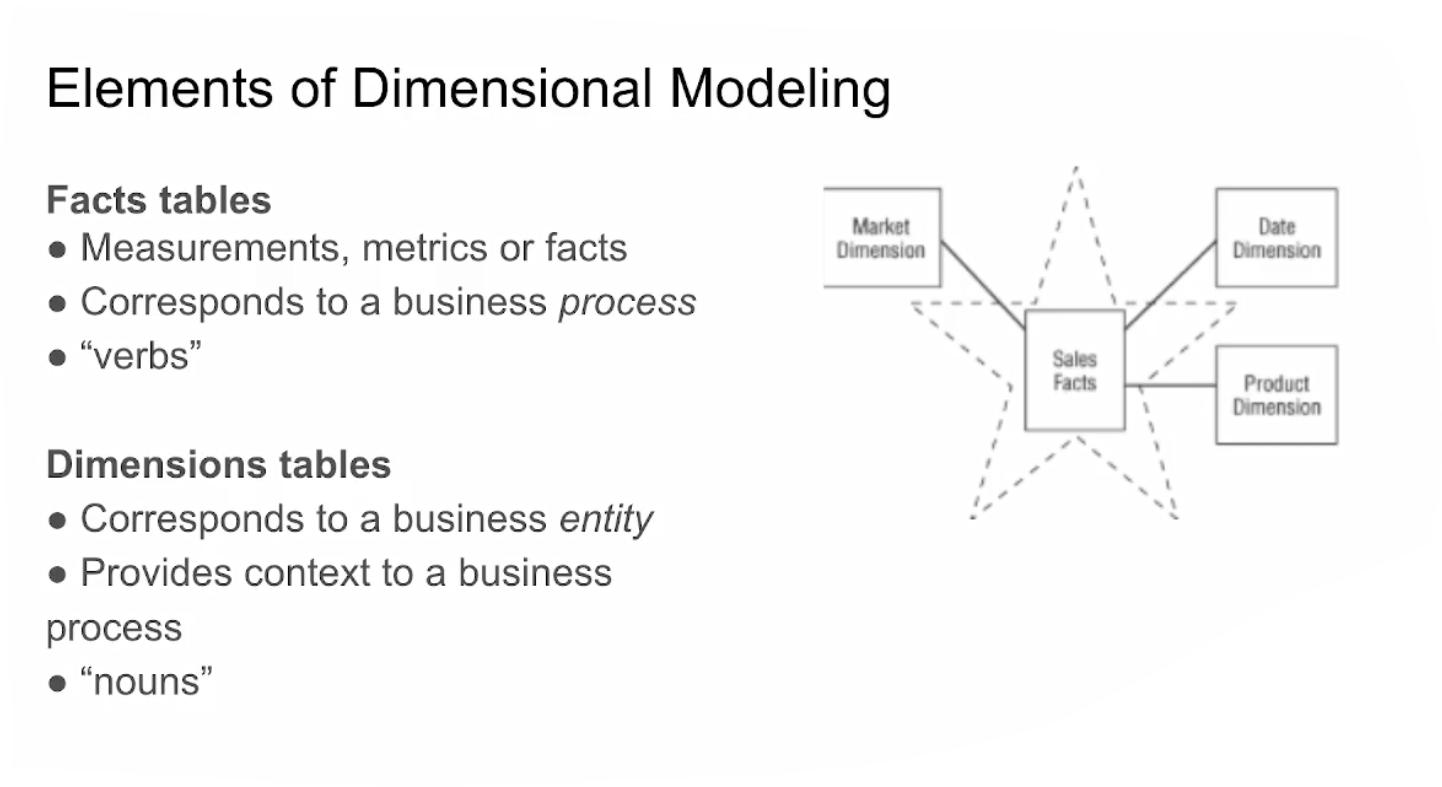 Elements of Dimensional Modeling
Facts tables
● Measurements, metrics or facts
● Corresponds to a business process
● “verbs”
Dimensions tables
● Corresponds to a business entity
● Provides context to a business
process
● “nouns”
Market
Dimension
Date
Dimension
Sales
Facts
Product
Dimension